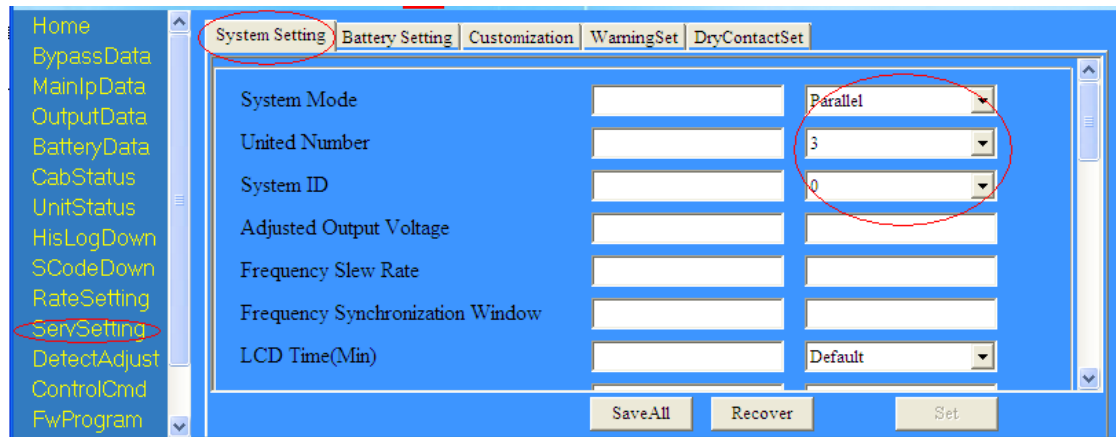 Home
BypassData
MainIpData
OutputData
BatteryData
CabStatus
UnitStatus
HisLogDown
SCodeDown
RateSetting
ServSetting
DetectAdjust
ControlCmd
FwProgram
System Setting Battery Setting Customization WarningSet DryContactSet
System Mode Parallel
United Number 3
System ID 0
Adjusted Output Voltage
Frequency Slew Rate
Frequency Synchronization Window
LCD Time(Min) Default
SaveAll Recover Set